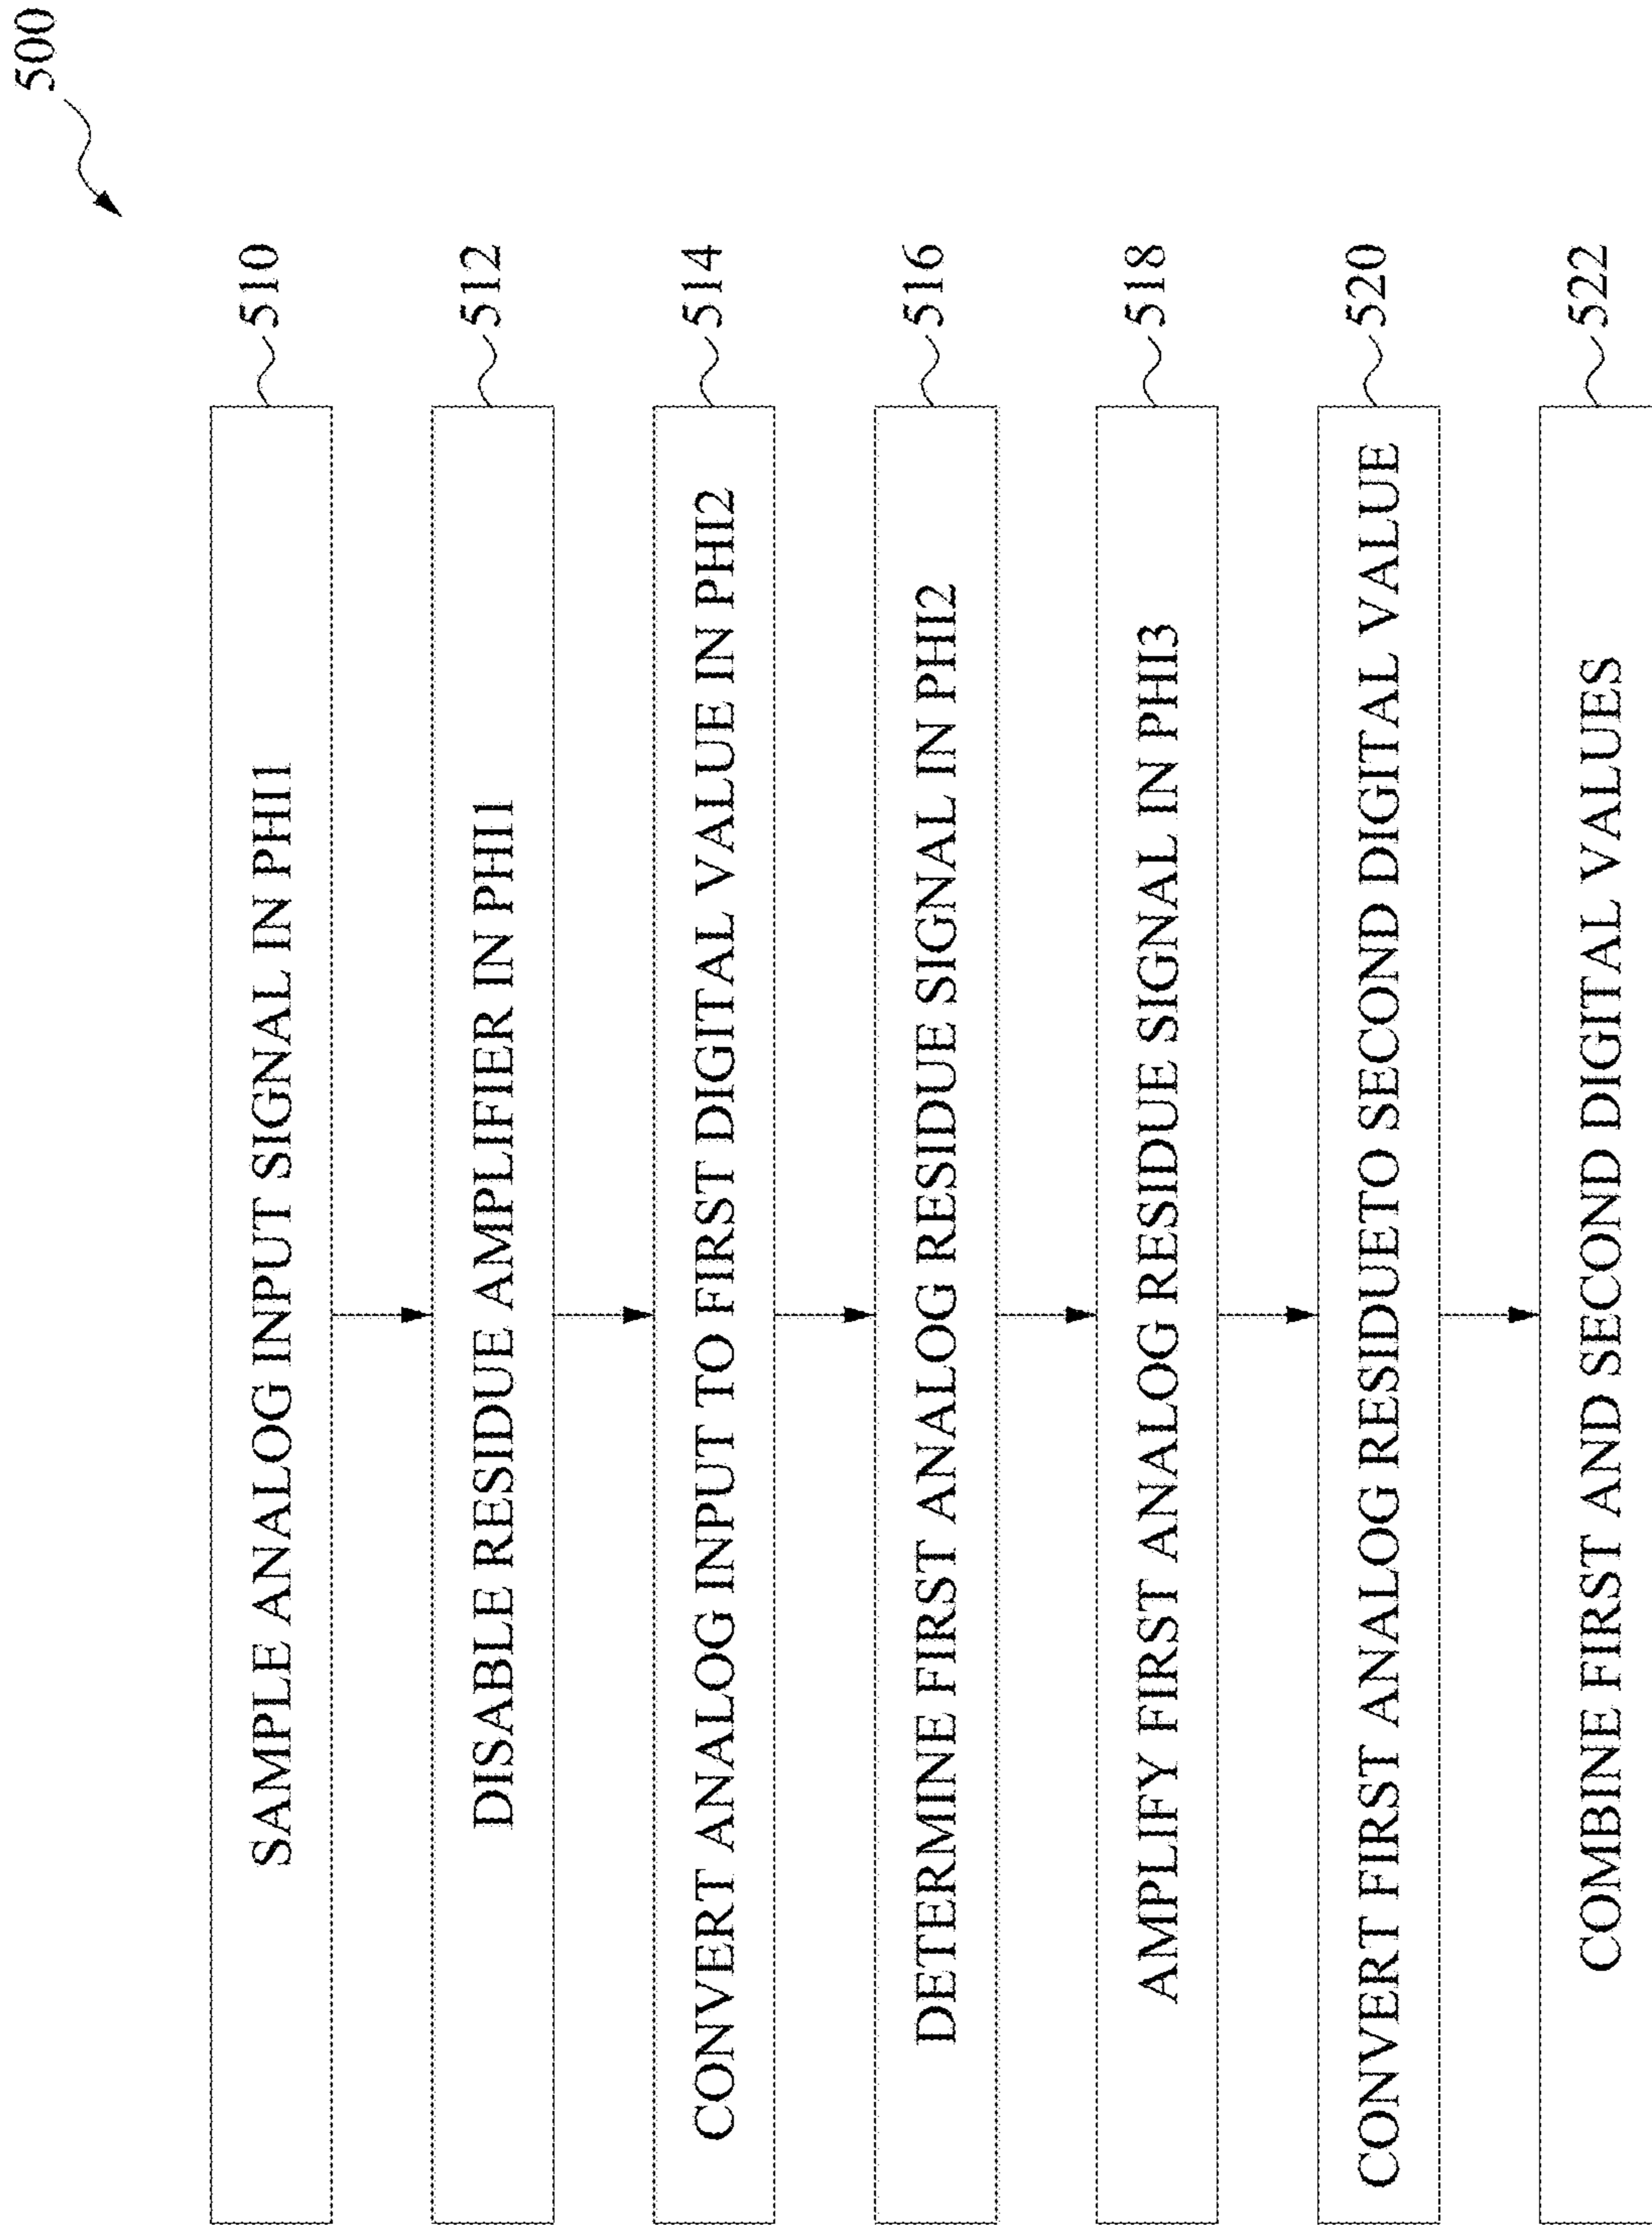 500
SAMPLE ANALOG INPUT SIGNAL IN PHI1
510
DISABLE RESIDUE AMPLIFIER IN PHI1
512
CONVERT ANALOG INPUT TO FIRST DIGITAL VALUE IN PHI2
514
DETERMINE FIRST ANALOG RESIDUE SIGNAL IN PHI2
516
AMPLIFY FIRST ANALOG RESIDUE SIGNAL IN PHI3
518
CONVERT FIRST ANALOG RESIDUETO SECOND DIGITAL VALUE
520
COMBINE FIRST AND SECOND DIGITAL VALUES
522